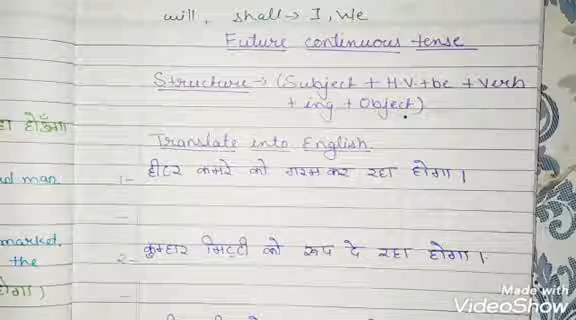 will, shall → I, We
Future continuous tense
Structure → (Subject + H.V. + be + Verb
+ ing + Object)
Translate into English
हा होऊँगा
1- हीटर कमरे को गरम कर रहा होगा।
man
market.
2- कुम्हार मिट्टी को रूप दे रहा होगा।
the
होगा)
Made with
VideoShow